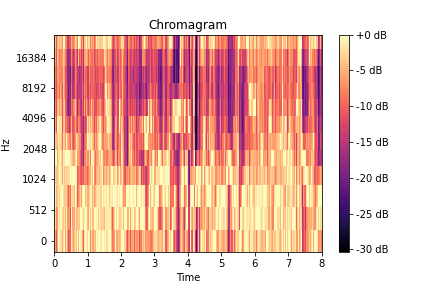 Chromagram
16384
8192
4096
2048
1024
512
0
Hz
0 1 2 3 4 5 6 7 8
Time
+0 dB
-5 dB
-10 dB
-15 dB
-20 dB
-25 dB
-30 dB